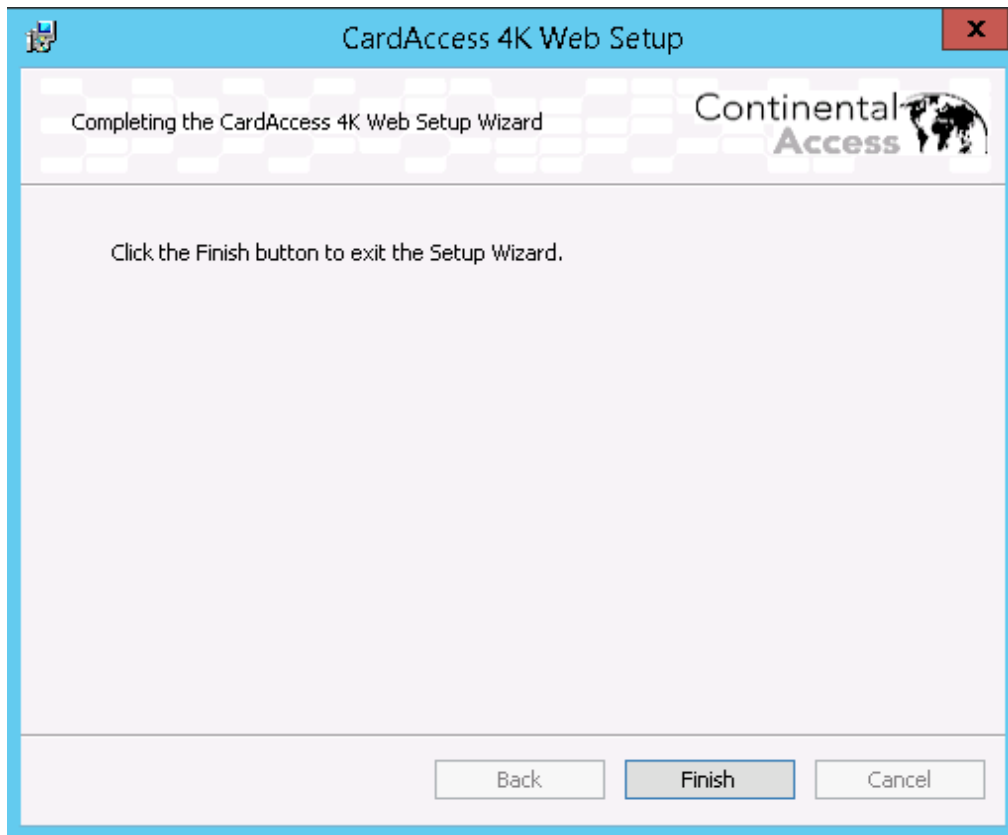 CardAccess 4K Web Setup
x
Completing the CardAccess 4K Web Setup Wizard
Continental
Access
Click the Finish button to exit the Setup Wizard.
Back
Finish
Cancel